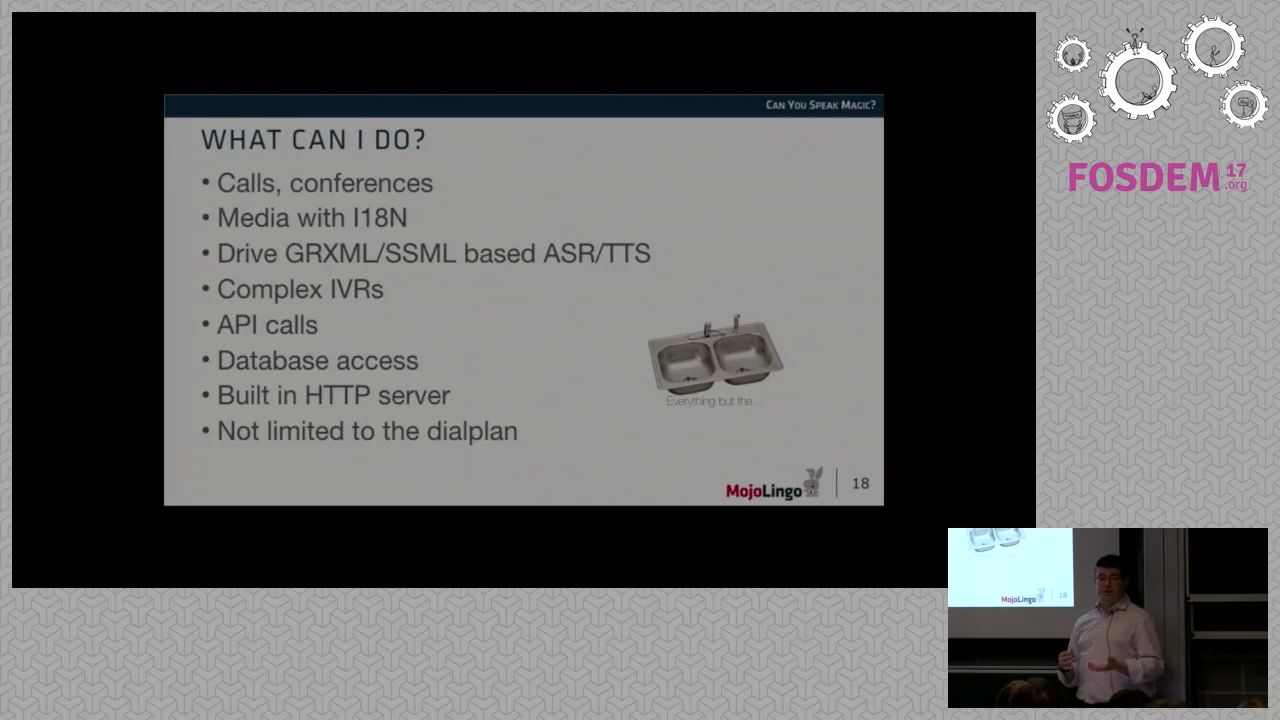 CAN YOU SPEAK MAGIC?
WHAT CAN I DO?
• Calls, conferences
• Media with I18N
• Drive GRXML/SSML based ASR/TTS
• Complex IVRs
• API calls
• Database access
• Built in HTTP server
• Not limited to the dialplan
Everything but the...
MojoLingo 18
FOSDEM 17
.org
MojoLingo 18